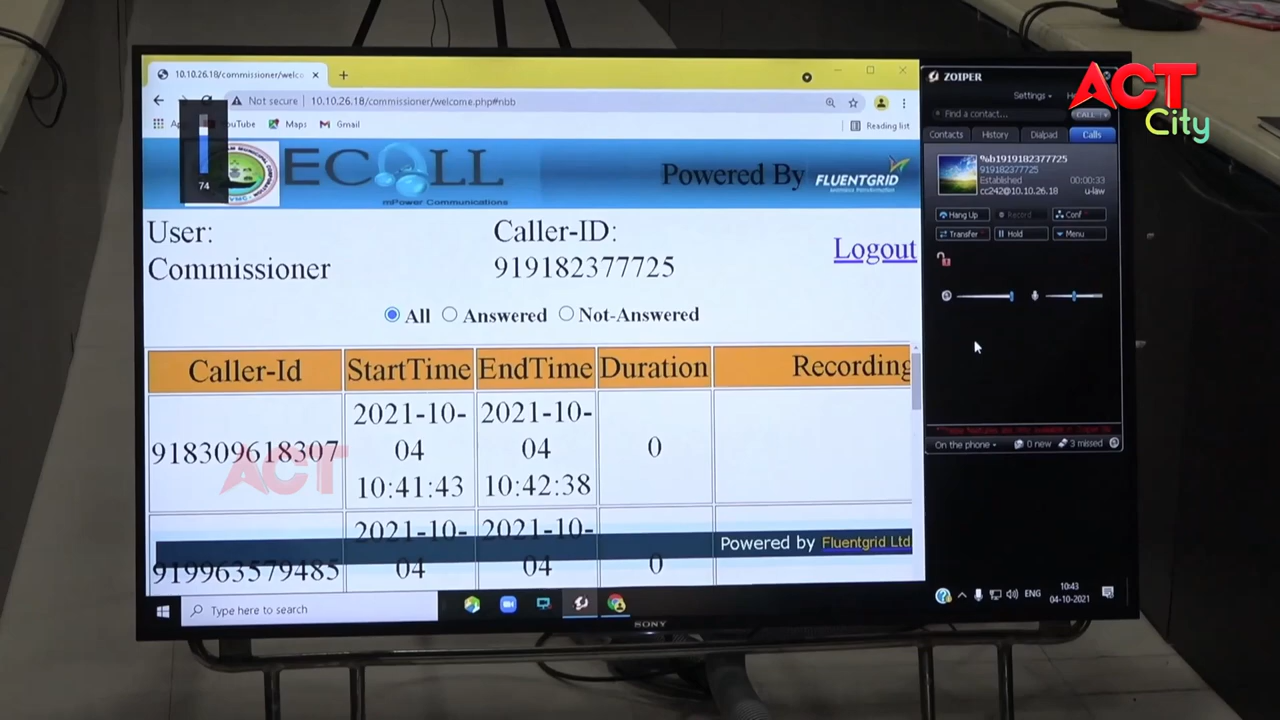 10.10.26.18/commissioner/welco
Not secure | 10.10.26.18/commissioner/welcome.php#nbb
YouTube Maps Gmail Reading list
74
ECALL
mPower Communications
Powered By FLUENTGRID
User:
Commissioner
Caller-ID:
919182377725
Logout
All Answered Not-Answered
Caller-Id StartTime EndTime Duration Recording
918309618307 2021-10-04 10:41:43 2021-10-04 10:42:38 0
919963579485 2021-10-04 2021-10-04 0
Powered by Fluentgrid Ltd
Type here to search
ZOIPER
Settings
Find a contact...
CALL
Contacts History Dialpad Calls
%b1919182377725
919182377725
Established 00:00:33
cc242@10.10.26.18 u-law
Hang Up Record Conf
Transfer Hold Menu
On the phone 0 new 3 missed
ENG
10:43
04-10-2021
SONY
ACT
City
ACT